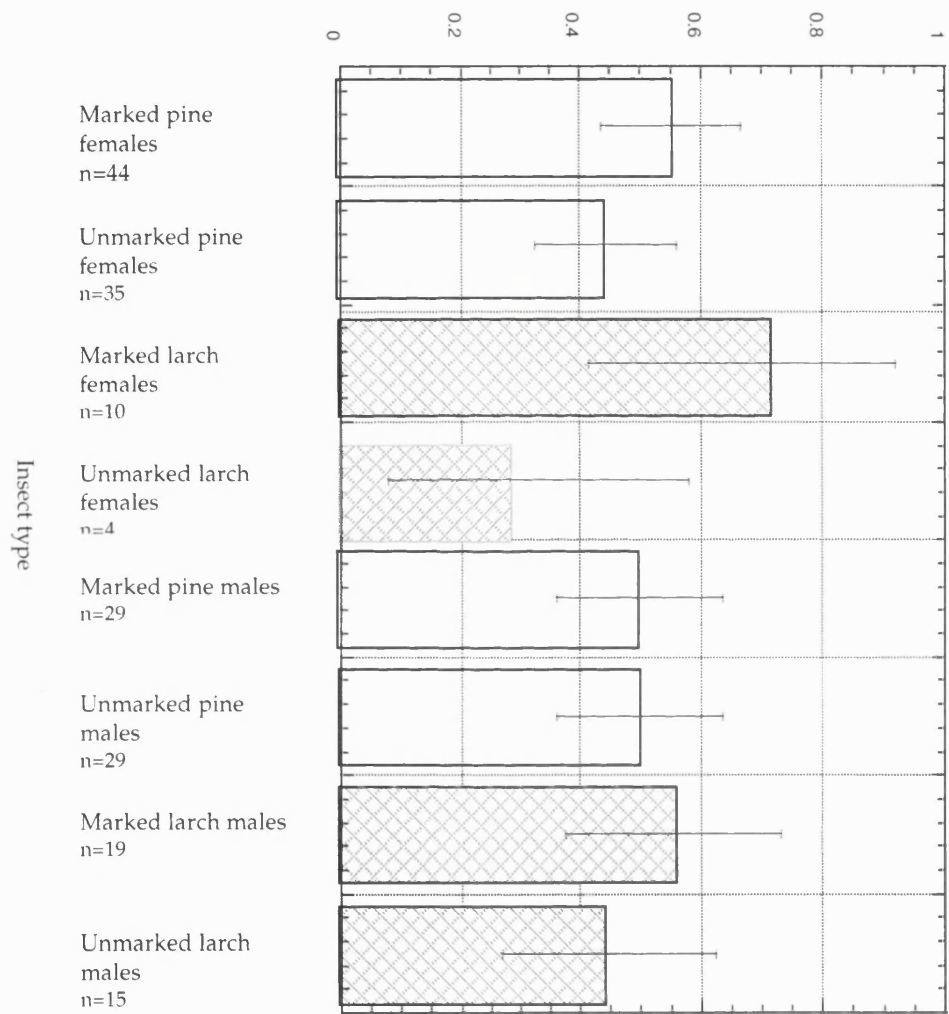 0
0.2
0.4
0.6
0.8
1
Marked pine
females
n=44
Unmarked pine
females
n=35
Marked larch
females
n=10
Unmarked larch
females
n=4
Marked pine males
n=29
Unmarked pine
males
n=29
Marked larch males
n=19
Unmarked larch
males
n=15
Insect type